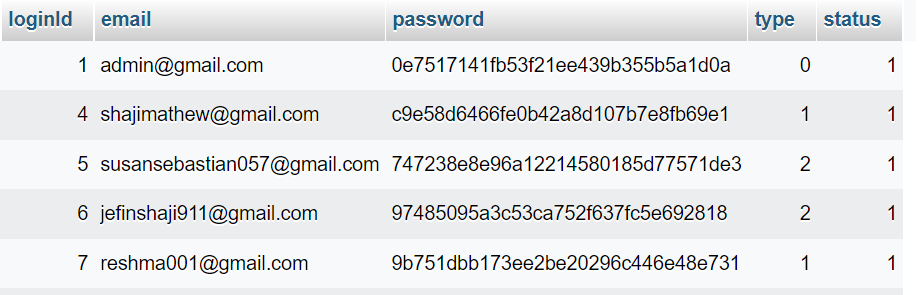 loginId email password type status
1 admin@gmail.com 0e7517141fb53f21ee439b355b5a1d0a 0 1
4 shajimathew@gmail.com c9e58d6466fe0b42a8d107b7e8fb69e1 1 1
5 susansebastian057@gmail.com 747238e8e96a12214580185d77571de3 2 1
6 jefinshaji911@gmail.com 97485095a3c53ca752f637fc5e692818 2 1
7 reshma001@gmail.com 9b751dbb173ee2be20296c446e48e731 1 1